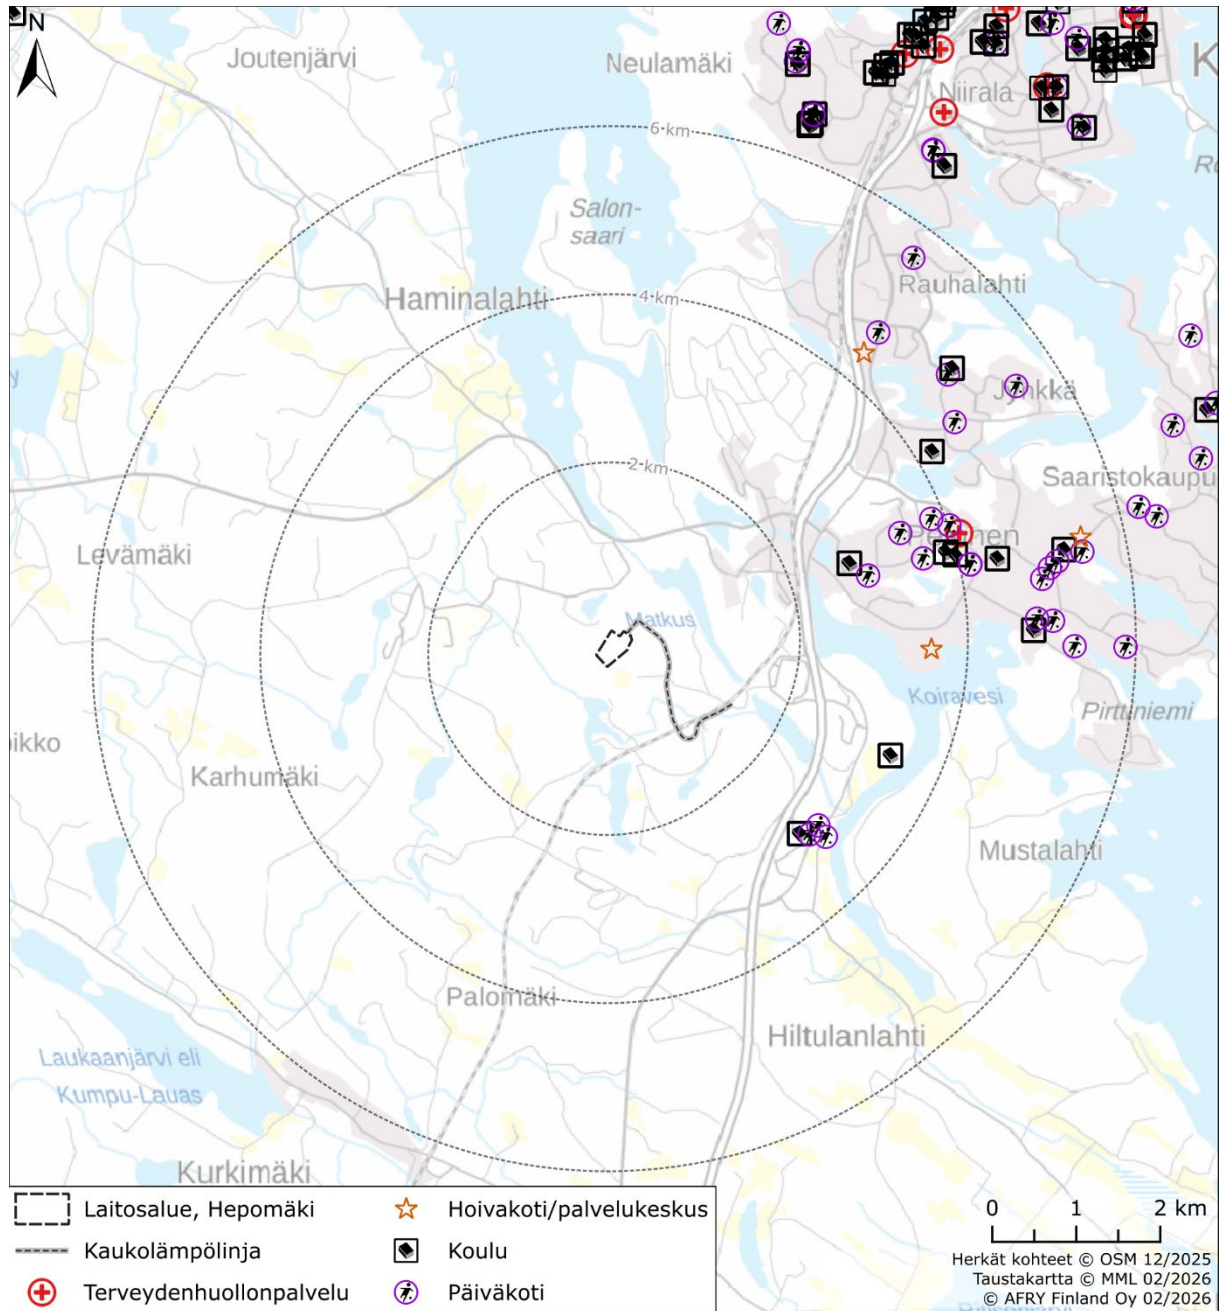 N
Joutenjärvi
Neulamäki
K
Niirala
6 km
Salon-
saari
Rauhalahti
Haminalahti
4 km
Jynkkä
2 km
Saaristokaupu
Levämäki
Matkus
Koiravesi
Pirttiniemi
oikko
Karhumäki
Mustalahti
Palomäki
Hiltulanlahti
Laukaanjärvi eli
Kumpu-Lauas
Kurkimäki
Laitosalue, Hepomäki
Kaukolämpölinja
Terveydenhuollonpalvelu
Hoivakoti/palvelukeskus
Koulu
Päiväkoti
0 1 2 km
Herkät kohteet © OSM 12/2025
Taustakartta © MML 02/2026
© AFRY Finland Oy 02/2026